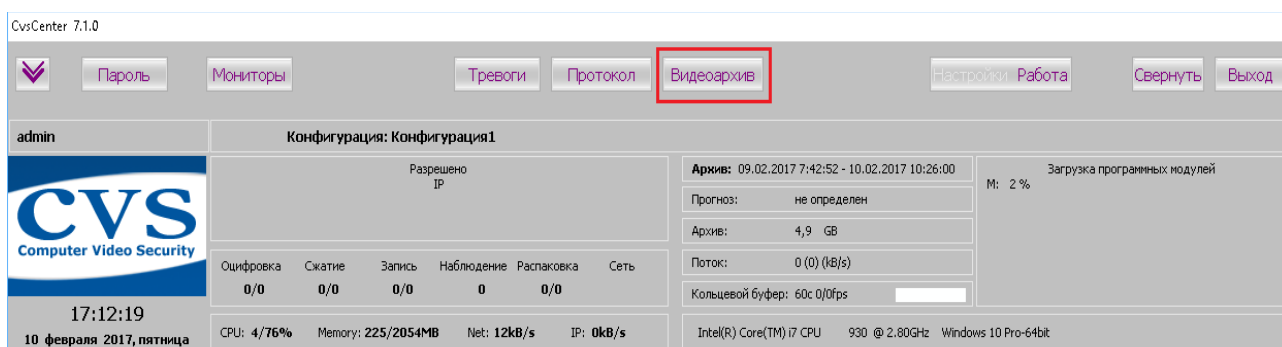 CvsCenter 7.1.0
Пароль Мониторы Тревоги Протокол Видеоархив Настройки Работа Свернуть Выход
admin Конфигурация: Конфигурация1
Разрешено
IP
Архив: 09.02.2017 7:42:52 - 10.02.2017 10:26:00
Загрузка программных модулей
M: 2 %
Прогноз: не определен
Архив: 4,9 GB
CVS
Computer Video Security
Оцифровка Сжатие Запись Наблюдение Распаковка Сеть
0/0 0/0 0/0 0 0/0
Поток: 0 (0) (kB/s)
Кольцевой буфер: 60c 0/0fps
17:12:19
10 февраля 2017, пятница
CPU: 4/76% Memory: 225/2054MB Net: 12kB/s IP: 0kB/s
Intel(R) Core(TM) i7 CPU 930 @ 2.80GHz Windows 10 Pro-64bit